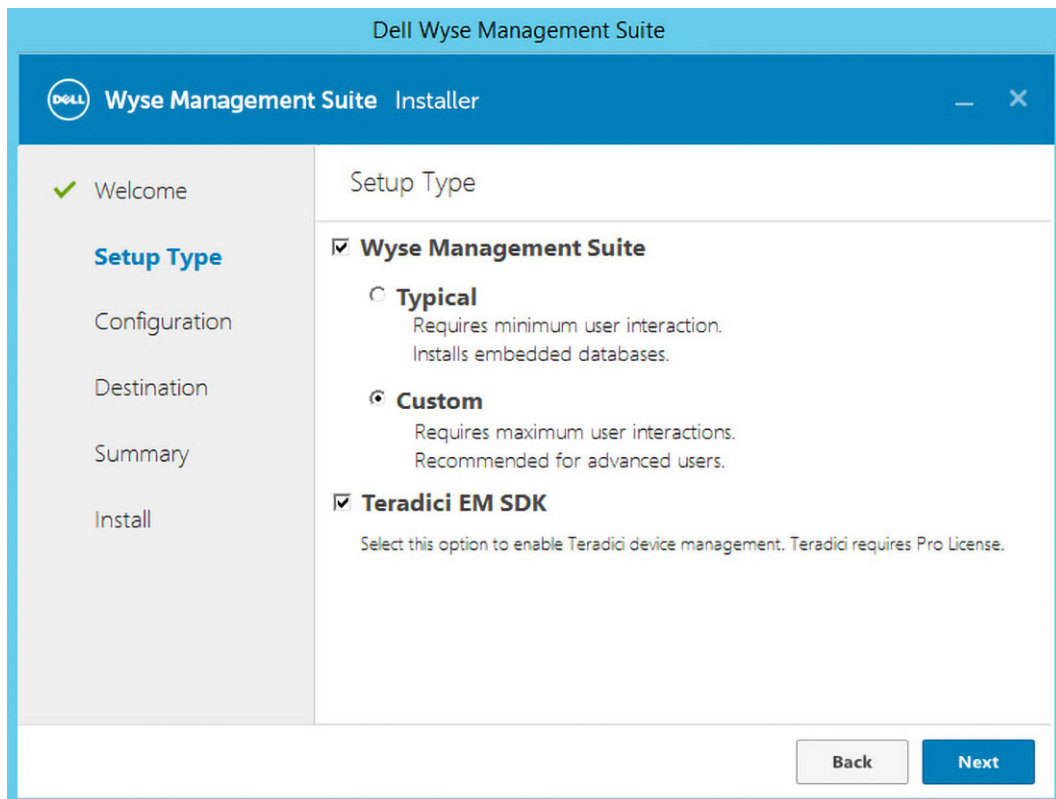 Dell Wyse Management Suite
DELL Wyse Management Suite Installer
Welcome
Setup Type
Configuration
Destination
Summary
Install
Setup Type
Wyse Management Suite
Typical
Requires minimum user interaction.
Installs embedded databases.
Custom
Requires maximum user interactions.
Recommended for advanced users.
Teradici EM SDK
Select this option to enable Teradici device management. Teradici requires Pro License.
Back
Next